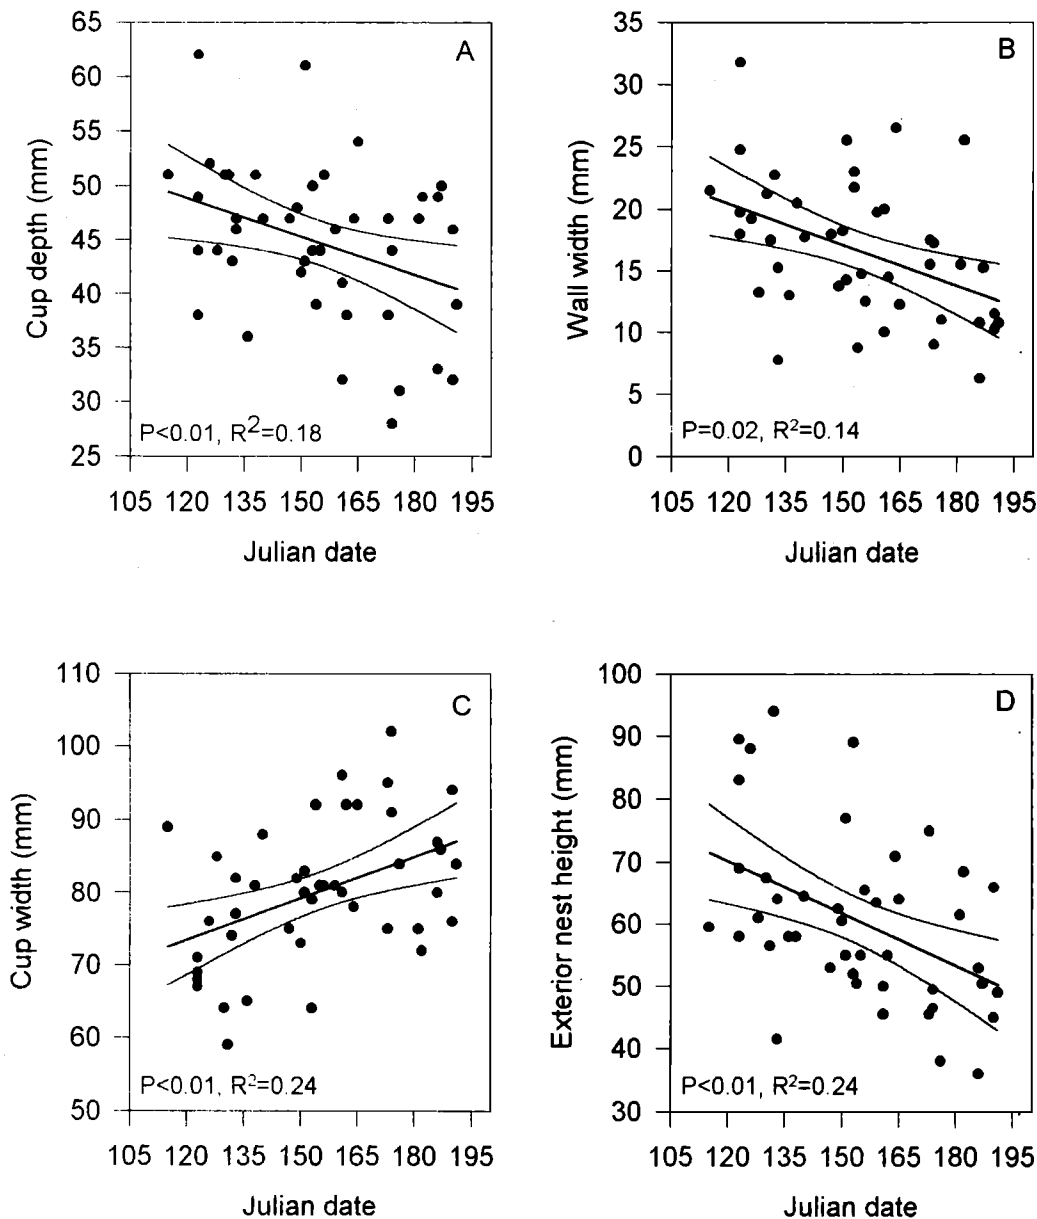 A
Cup depth (mm)
65
60
55
50
45
40
35
30
25
P<0.01, R²=0.18
105 120 135 150 165 180 195
Julian date
B
Wall width (mm)
35
30
25
20
15
10
5
0
P=0.02, R²=0.14
105 120 135 150 165 180 195
Julian date
C
Cup width (mm)
110
100
90
80
70
60
50
P<0.01, R²=0.24
105 120 135 150 165 180 195
Julian date
D
Exterior nest height (mm)
100
90
80
70
60
50
40
30
P<0.01, R²=0.24
105 120 135 150 165 180 195
Julian date